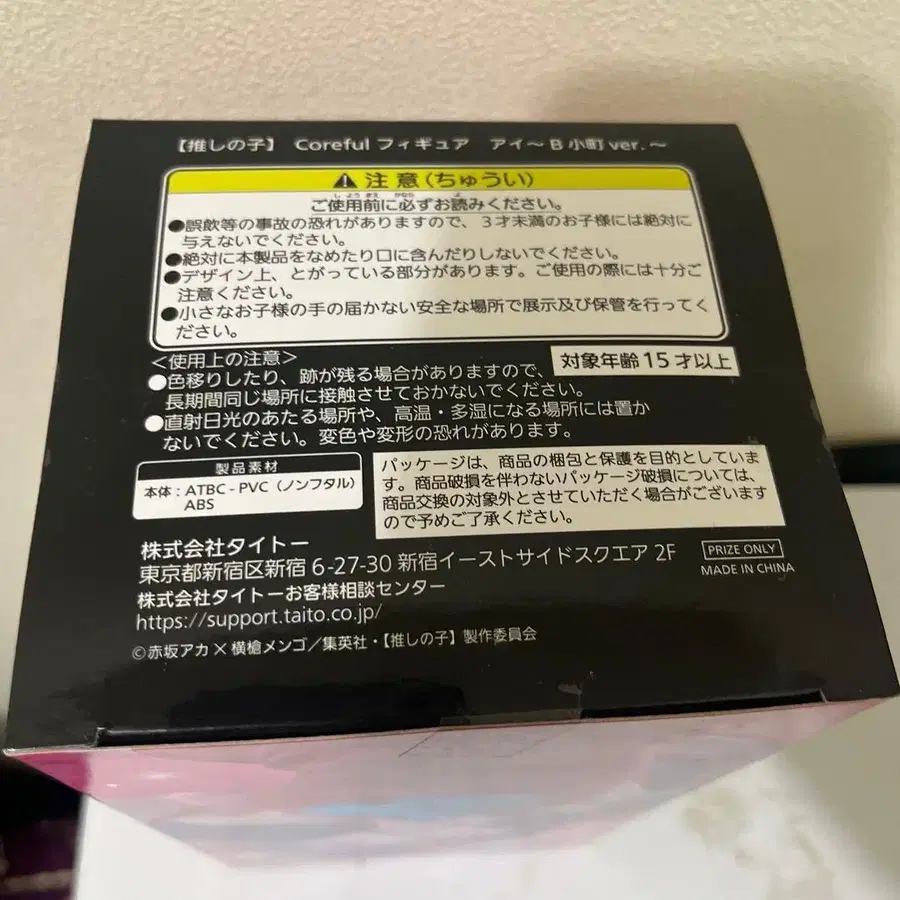 【推しの子】 Coreful フィギュア アイ～B小町ver.～
注意(ちゅうい)
ご使用前に必ずお読みください。
●誤飲等の事故の恐れがありますので、3才未満のお子様には絶対に
与えないでください。
●絶対に本製品をなめたり口に含んだりしないでください。
●デザイン上、とがっている部分があります。ご使用の際には十分ご
注意ください。
●小さなお子様の手の届かない安全な場所で展示及び保管を行ってく
ださい。
＜使用上の注意＞
対象年齢15才以上
●色移りしたり、跡が残る場合がありますので、
長期間同じ場所に接触させておかないでください。
●直射日光のあたる場所や、高温・多湿になる場所には置か
ないでください。変色や変形の恐れがあります。
製品素材
本体：ATBC-PVC（ノンフタル）
ABS
パッケージは、商品の梱包と保護を目的としていま
す。商品破損を伴わないパッケージ破損については、
商品交換の対象外とさせていただく場合がございます
ので予めご了承ください。
株式会社タイトー
東京都新宿区新宿6-27-30 新宿イーストサイドスクエア 2F
株式会社タイトーお客様相談センター
https://support.taito.co.jp/
PRIZE ONLY
MADE IN CHINA
©赤坂アカ×横槍メンゴ／集英社・【推しの子】製作委員会